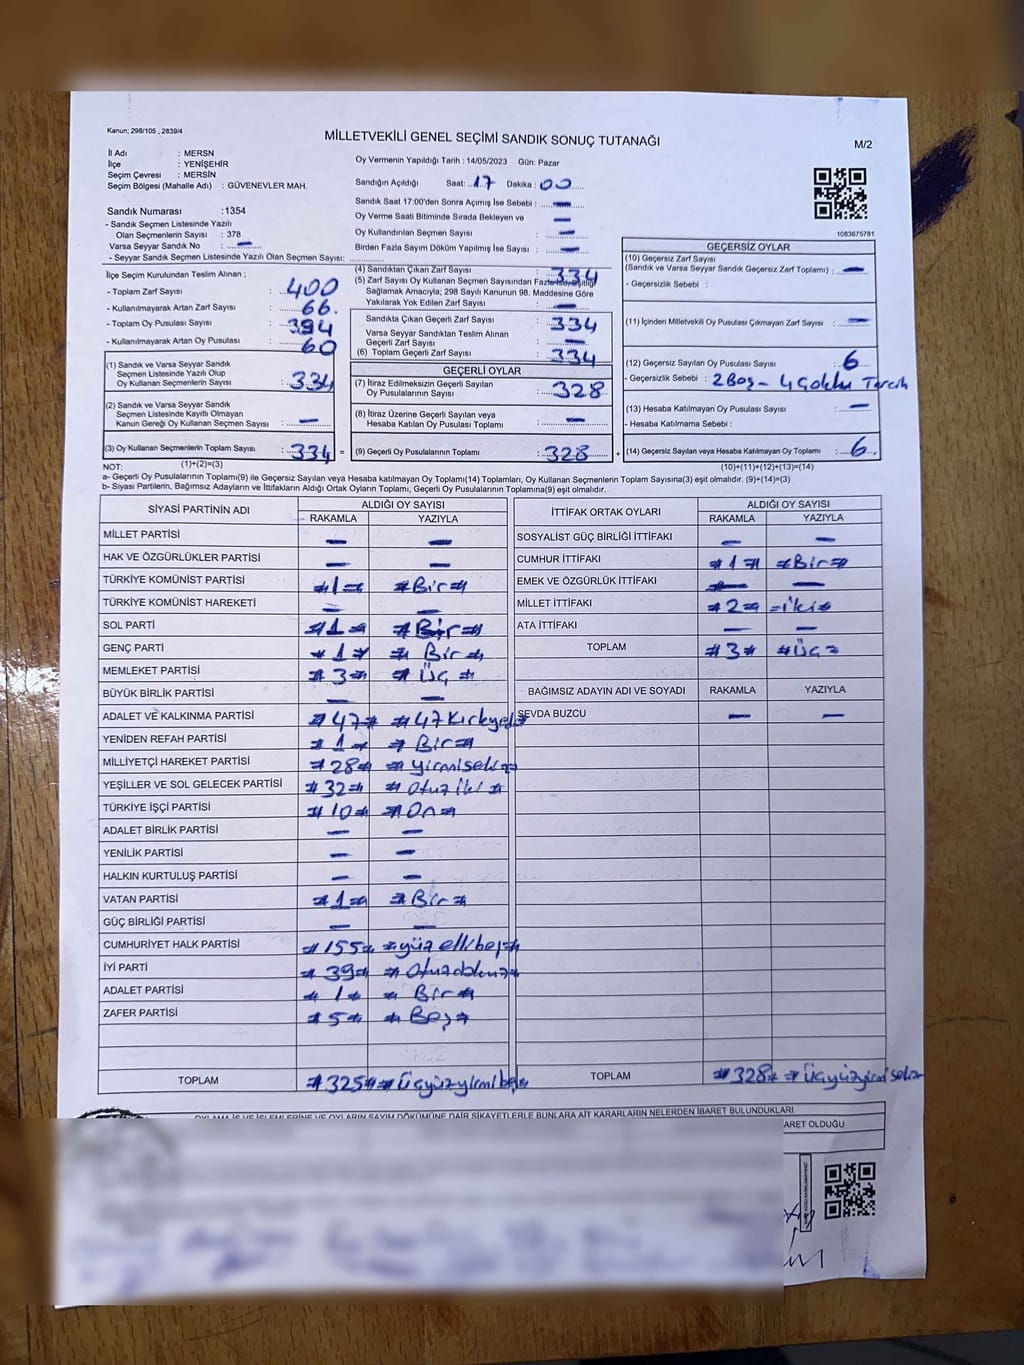 Kanun; 298/105 , 2839/4
MİLLETVEKİLİ GENEL SEÇİMİ SANDIK SONUÇ TUTANAĞI
M/2
İl Adı : MERSN
İlçe : YENİŞEHİR
Seçim Çevresi : MERSİN
Seçim Bölgesi (Mahalle Adı) : GÜVENEVLER MAH.
Oy Vermenin Yapıldığı Tarih : 14/05/2023 Gün: Pazar
Sandığın Açıldığı Saat: 17 Dakika : 00
Sandık Saat 17:00'den Sonra Açımış İse Sebebi : —
Oy Verme Saati Bitiminde Sırada Bekleyen ve —
Oy Kullandırılan Seçmen Sayısı : —
Birden Fazla Sayım Döküm Yapılmış İse Sayısı : —
1083675781
Sandık Numarası :1354
- Sandık Seçmen Listesinde Yazılı
Olan Seçmenlerin Sayısı : 378
Varsa Seyyar Sandık No : —
- Seyyar Sandık Seçmen Listesinde Yazılı Olan Seçmen Sayısı:
İlçe Seçim Kurulundan Teslim Alınan ;
- Toplam Zarf Sayısı : 400
- Kullanılmayarak Artan Zarf Sayısı : 66.
- Toplam Oy Pusulası Sayısı : 394
- Kullanılmayarak Artan Oy Pusulası : 60
(1) Sandık ve Varsa Seyyar Sandık
Seçmen Listesinde Yazılı Olup
Oy Kullanan Seçmenlerin Sayısı : 334
(2) Sandık ve Varsa Seyyar Sandık
Seçmen Listesinde Kayıtlı Olmayan
Kanun Gereği Oy Kullanan Seçmen Sayısı : —
(3) Oy Kullanan Seçmenlerin Toplam Sayısı : 334 =
(1)+(2)=(3)
(4) Sandıktan Çıkan Zarf Sayısı : 334
(5) Zarf Sayısı Oy Kullanan Seçmen Sayısından Fazla İse, Eşitliği
Sağlamak Amacıyla; 298 Sayılı Kanunun 98. Maddesine Göre
Yakılarak Yok Edilen Zarf Sayısı : —
Sandıkta Çıkan Geçerli Zarf Sayısı : 334
Varsa Seyyar Sandıktan Teslim Alınan
Geçerli Zarf Sayısı : —
(6) Toplam Geçerli Zarf Sayısı : 334
GEÇERLİ OYLAR
(7) İtiraz Edilmeksizin Geçerli Sayılan
Oy Pusulalarının Sayısı : 328
(8) İtiraz Üzerine Geçerli Sayılan veya
Hesaba Katılan Oy Pusulası Toplamı : —
(9) Geçerli Oy Pusulalarının Toplamı : 328 +
GEÇERSİZ OYLAR
(10) Geçersiz Zarf Sayısı
(Sandık ve Varsa Seyyar Sandık Geçersiz Zarf Toplamı) : —
- Geçersizlik Sebebi :
(11) İçinden Milletvekili Oy Pusulası Çıkmayan Zarf Sayısı : —
(12) Geçersiz Sayılan Oy Pusulası Sayısı : 6
- Geçersizlik Sebebi : 2 Boş - 4 Çoklu Tercih
(13) Hesaba Katılmayan Oy Pusulası Sayısı : —
- Hesaba Katılmama Sebebi :
(14) Geçersiz Sayılan veya Hesaba Katılmayan Oy Toplamı : 6.
(10)+(11)+(12)+(13)=(14)
NOT:
a- Geçerli Oy Pusulalarının Toplamı(9) ile Geçersiz Sayılan veya Hesaba katılmayan Oy Toplamı(14) Toplamları, Oy Kullanan Seçmenlerin Toplam Sayısına(3) eşit olmalıdır. (9)+(14)=(3)
b- Siyasi Partilerin, Bağımsız Adayların ve İttifakların Aldığı Ortak Oyların Toplamı, Geçerli Oy Pusulalarının Toplamına(9) eşit olmalıdır.
SİYASİ PARTİNİN ADI ALDIĞI OY SAYISI
RAKAMLA YAZIYLA
MİLLET PARTİSİ — —
HAK VE ÖZGÜRLÜKLER PARTİSİ — —
TÜRKİYE KOMÜNİST PARTİSİ #1# #Bir#
TÜRKİYE KOMÜNİST HAREKETİ — —
SOL PARTİ #1# #Bir#
GENÇ PARTİ #1# #Bir#
MEMLEKET PARTİSİ #3# #Üç#
BÜYÜK BİRLİK PARTİSİ — —
ADALET VE KALKINMA PARTİSİ #47# #47 Kırkyedi#
YENİDEN REFAH PARTİSİ #1# #Bir#
MİLLİYETÇİ HAREKET PARTİSİ #28# #yirmisekiz
YEŞİLLER VE SOL GELECEK PARTİSİ #32# #Otuziki#
TÜRKİYE İŞÇİ PARTİSİ #10# #On#
ADALET BİRLİK PARTİSİ — —
YENİLİK PARTİSİ — —
HALKIN KURTULUŞ PARTİSİ — —
VATAN PARTİSİ #1# #Bir#
GÜÇ BİRLİĞİ PARTİSİ — —
CUMHURİYET HALK PARTİSİ #155# #yüz elli beş#
İYİ PARTİ #39# #Otuzdokuz#
ADALET PARTİSİ #1# #Bir#
ZAFER PARTİSİ #5# #Beş#
TOPLAM #325# #Üçyüzyirmibeş
İTTİFAK ORTAK OYLARI ALDIĞI OY SAYISI
RAKAMLA YAZIYLA
SOSYALİST GÜÇ BİRLİĞİ İTTİFAKI — —
CUMHUR İTTİFAKI #1# #Bir#
EMEK VE ÖZGÜRLÜK İTTİFAKI — —
MİLLET İTTİFAKI #2# #iki#
ATA İTTİFAKI — —
TOPLAM #3# #Üç#
BAĞIMSIZ ADAYIN ADI VE SOYADI RAKAMLA YAZIYLA
SEVDA BUZCU — —
TOPLAM #328# #Üçyüzyirmi sekiz
OYLAMA İŞ VE İŞLEMLERİNE VE OYLARIN SAYIM DÖKÜMÜNE DAİR ŞİKAYETLERLE BUNLARA AİT KARARLARIN NELERDEN İBARET BULUNDUKLARI
ARET OLDUĞU